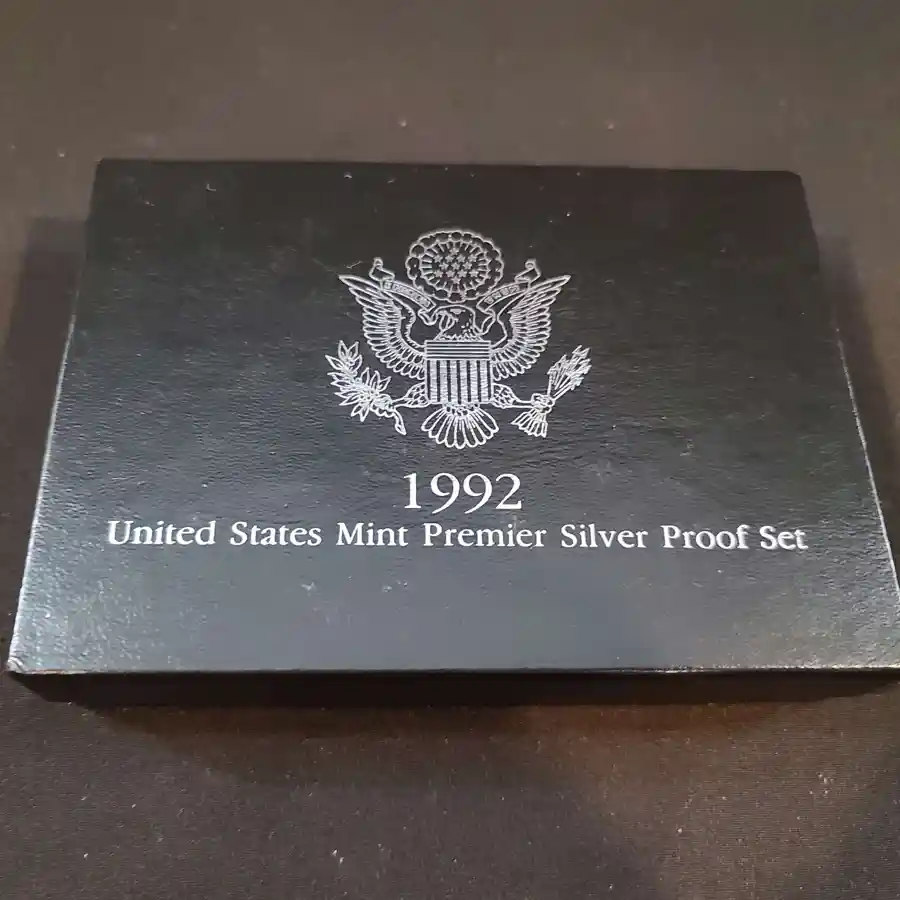 1992
United States Mint Premier Silver Proof Set